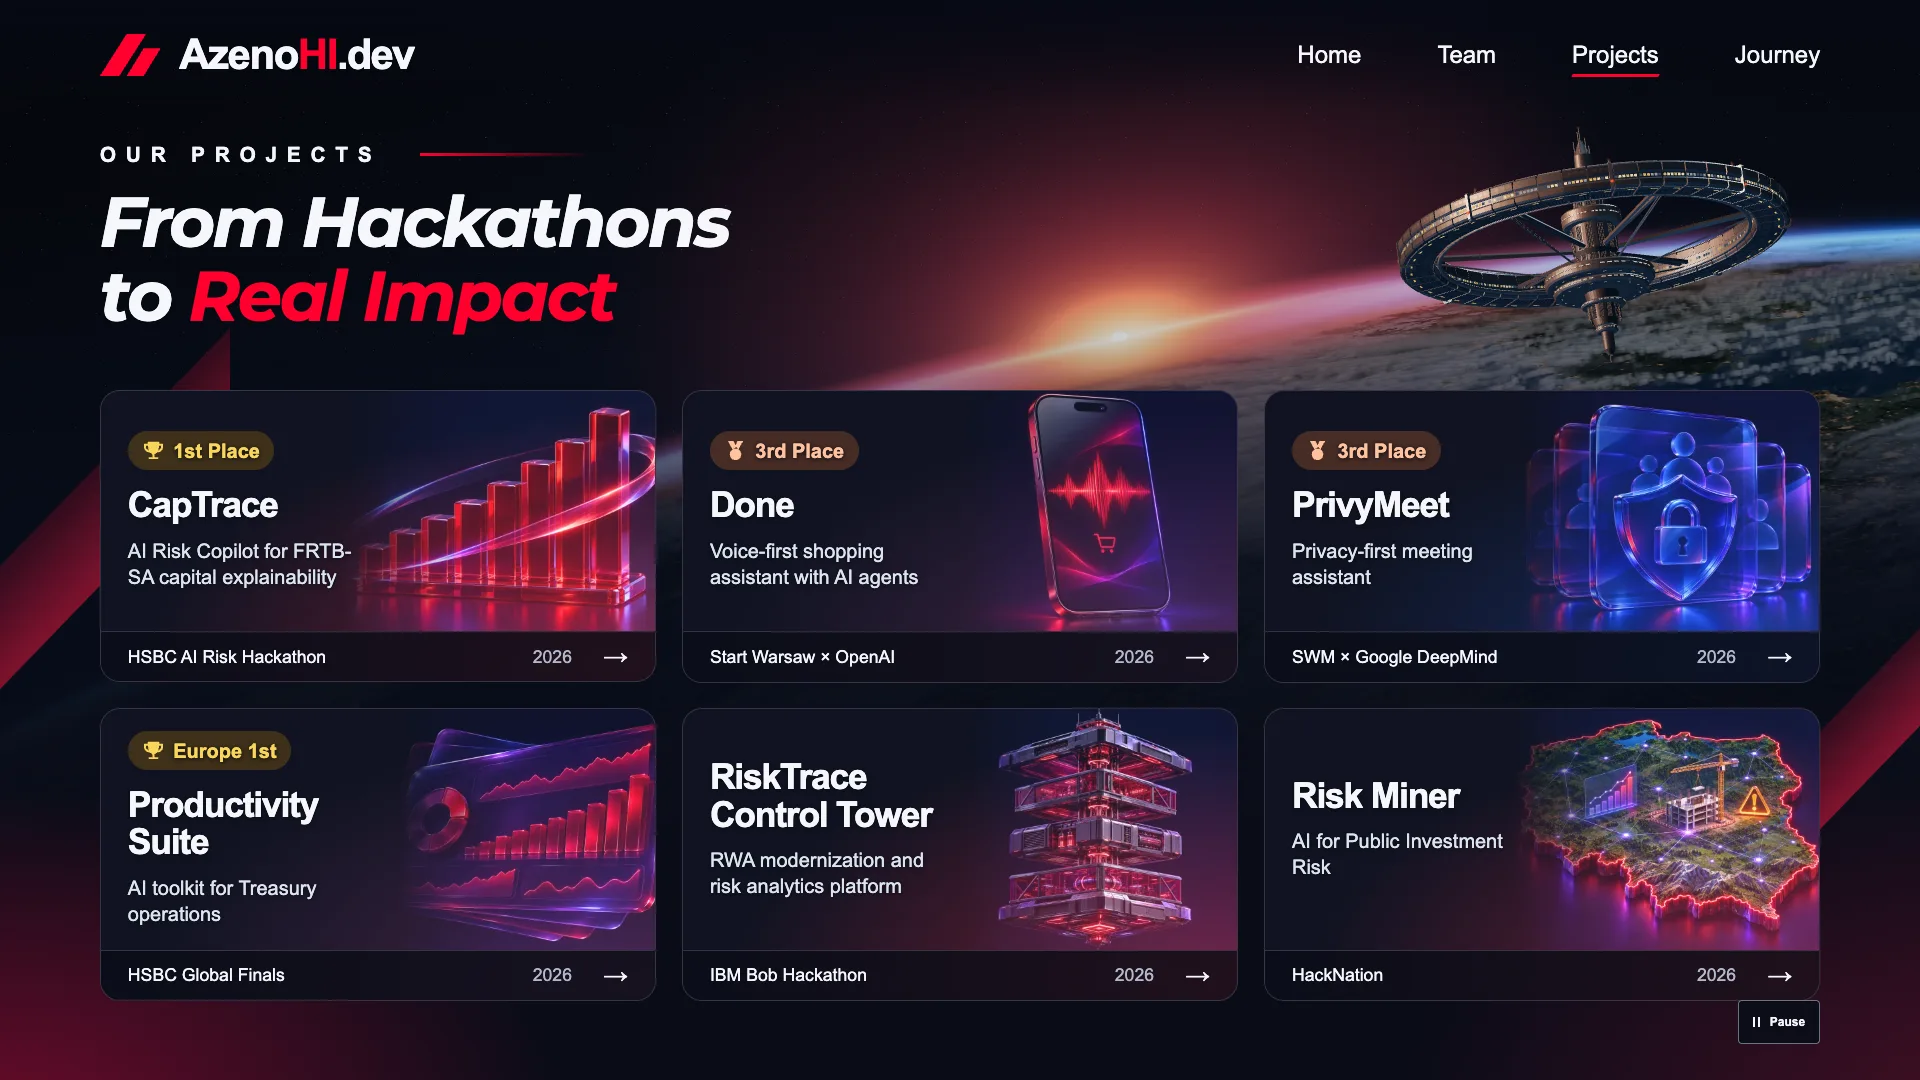 AzenoHI.dev
Home
Team
Projects
Journey
OUR PROJECTS
From Hackathons
to Real Impact
1st Place
CapTrace
AI Risk Copilot for FRTB-
SA capital explainability
HSBC AI Risk Hackathon
2026
3rd Place
Done
Voice-first shopping
assistant with AI agents
Start Warsaw × OpenAI
2026
3rd Place
PrivyMeet
Privacy-first meeting
assistant
SWM × Google DeepMind
2026
Europe 1st
Productivity
Suite
AI toolkit for Treasury
operations
HSBC Global Finals
2026
RiskTrace
Control Tower
RWA modernization and
risk analytics platform
IBM Bob Hackathon
2026
Risk Miner
AI for Public Investment
Risk
HackNation
2026
Pause